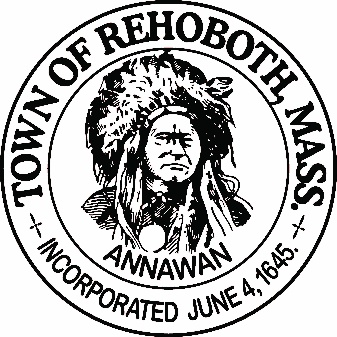 TOWN OF REHOBOTH, MASS.
ANNAWAN
INCORPORATED JUNE 4, 1645.